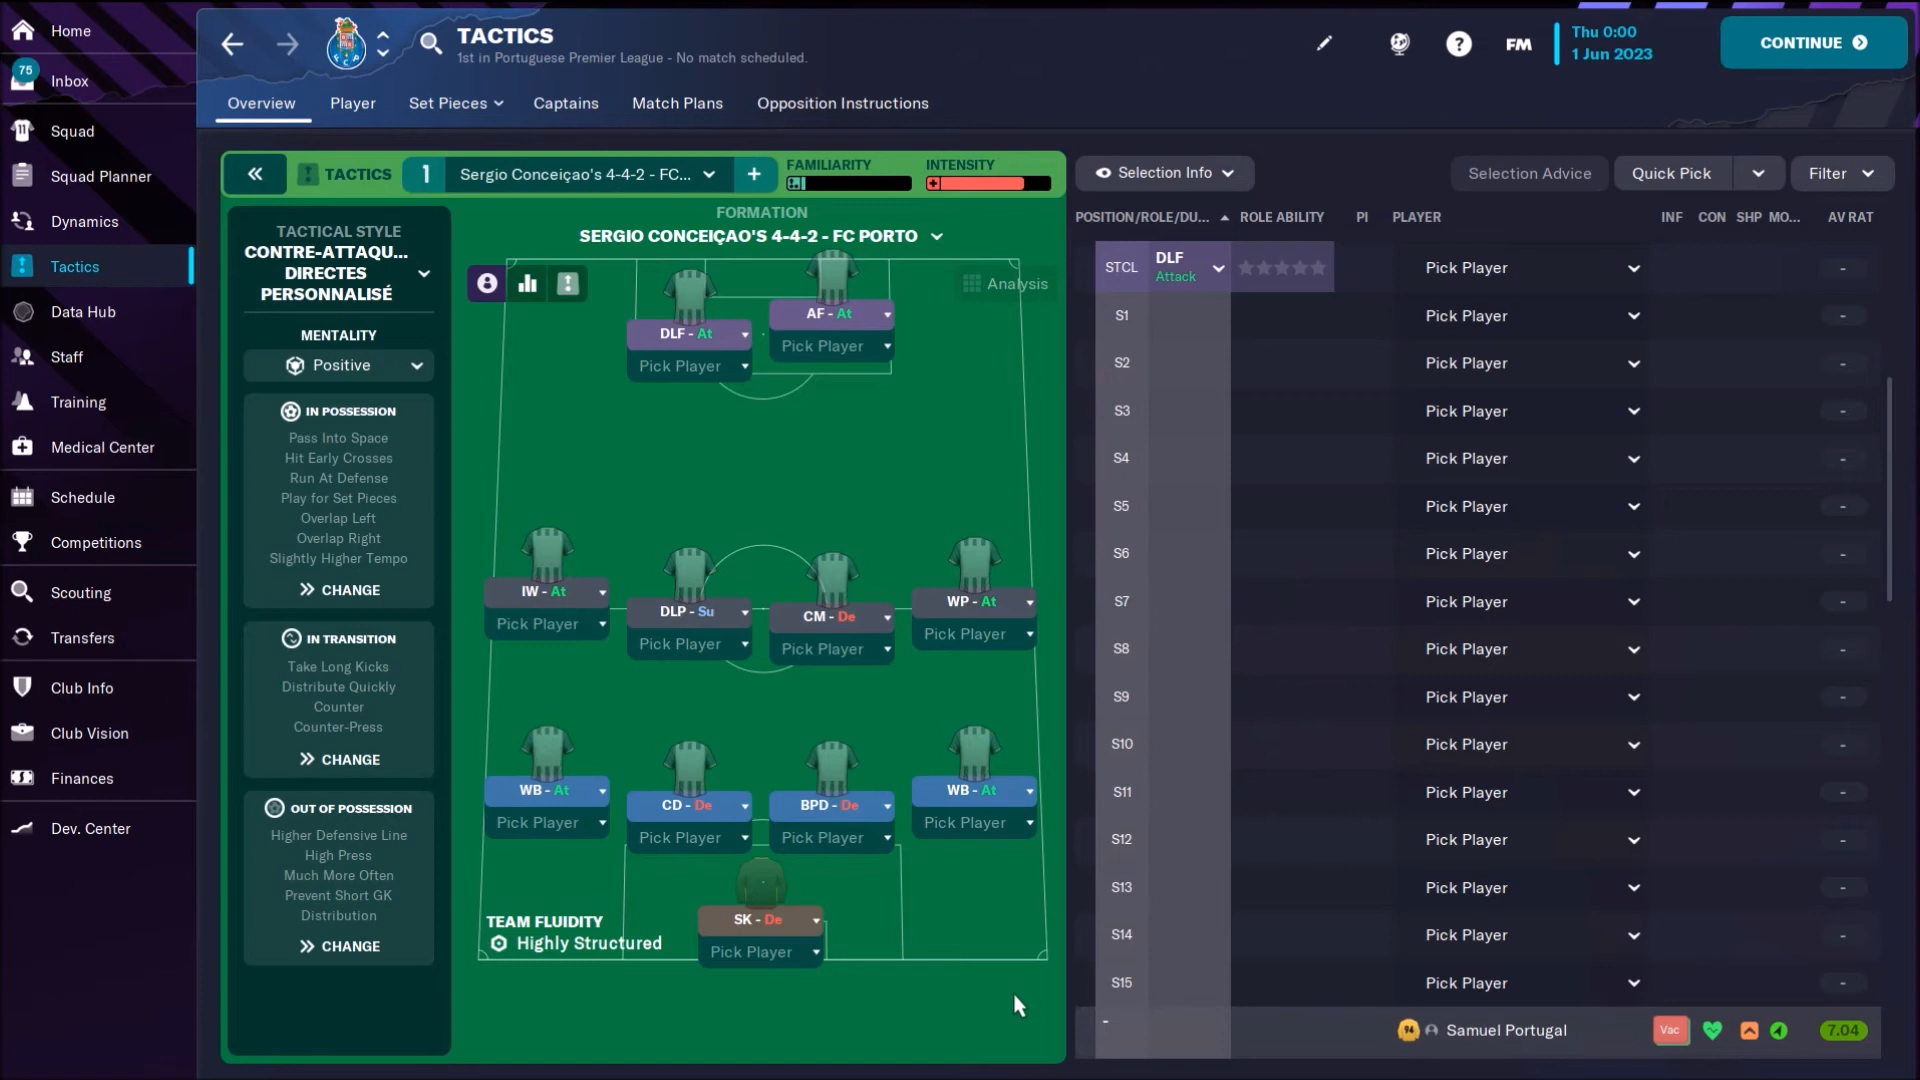 Home
75
Inbox
Squad
Squad Planner
Dynamics
Tactics
Data Hub
Staff
Training
Medical Center
Schedule
Competitions
Scouting
Transfers
Club Info
Club Vision
Finances
Dev. Center
TACTICS
1st in Portuguese Premier League - No match scheduled.
FM
Thu 0:00
1 Jun 2023
CONTINUE
Overview
Player
Set Pieces
Captains
Match Plans
Opposition Instructions
TACTICS
1
Sergio Conceiçao's 4-4-2 - FC...
FAMILIARITY
INTENSITY
TACTICAL STYLE
CONTRE-ATTAQU...
DIRECTES
PERSONNALISÉ
MENTALITY
Positive
IN POSSESSION
Pass Into Space
Hit Early Crosses
Run At Defense
Play for Set Pieces
Overlap Left
Overlap Right
Slightly Higher Tempo
CHANGE
IN TRANSITION
Take Long Kicks
Distribute Quickly
Counter
Counter-Press
CHANGE
OUT OF POSSESSION
Higher Defensive Line
High Press
Much More Often
Prevent Short GK
Distribution
CHANGE
FORMATION
SERGIO CONCEIÇAO'S 4-4-2 - FC PORTO
Analysis
DLF - At
Pick Player
AF - At
Pick Player
IW - At
Pick Player
DLP - Su
Pick Player
CM - De
Pick Player
WP - At
Pick Player
WB - At
Pick Player
CD - De
Pick Player
BPD - De
Pick Player
WB - At
Pick Player
SK - De
Pick Player
TEAM FLUIDITY
Highly Structured
Selection Info
Selection Advice
Quick Pick
Filter
POSITION/ROLE/DU... ROLE ABILITY PI PLAYER INF CON SHP MO... AV RAT
STCL DLF Attack Pick Player -
S1 Pick Player -
S2 Pick Player -
S3 Pick Player -
S4 Pick Player -
S5 Pick Player -
S6 Pick Player -
S7 Pick Player -
S8 Pick Player -
S9 Pick Player -
S10 Pick Player -
S11 Pick Player -
S12 Pick Player -
S13 Pick Player -
S14 Pick Player -
S15 Pick Player -
- 94 Samuel Portugal Vac 7.04